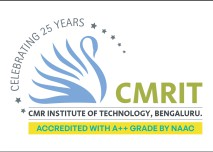 CELEBRATING 25 YEARS
CMRIT
CMR INSTITUTE OF TECHNOLOGY, BENGALURU.
ACCREDITED WITH A++ GRADE BY NAAC